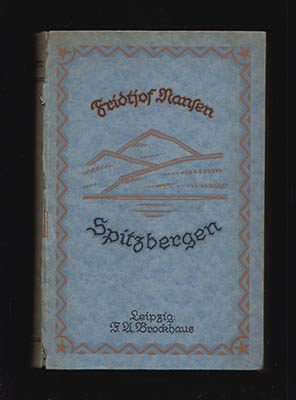 Fridtjof Nansen
Spitzbergen
Leipzig:
F. A. Brockhaus